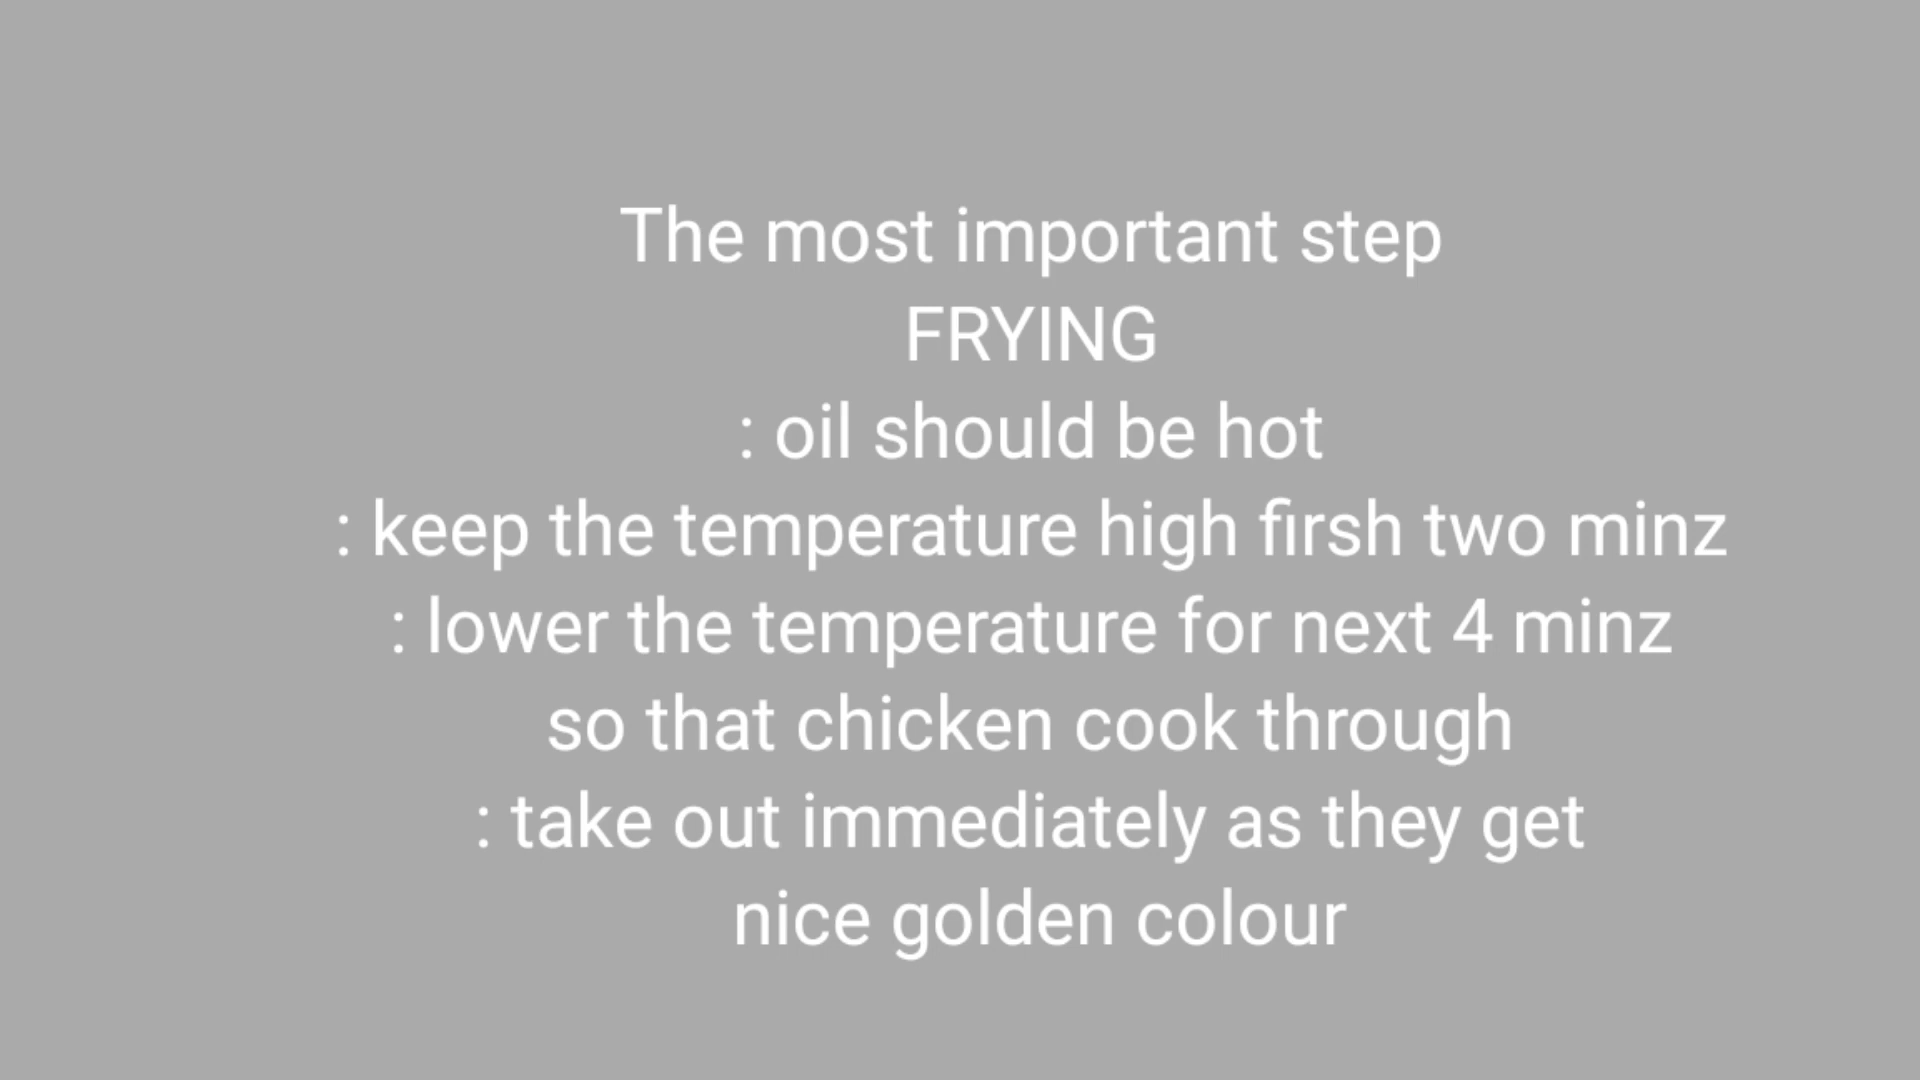 The most important step
FRYING
: oil should be hot
: keep the temperature high firsh two minz
: lower the temperature for next 4 minz
so that chicken cook through
: take out immediately as they get
nice golden colour